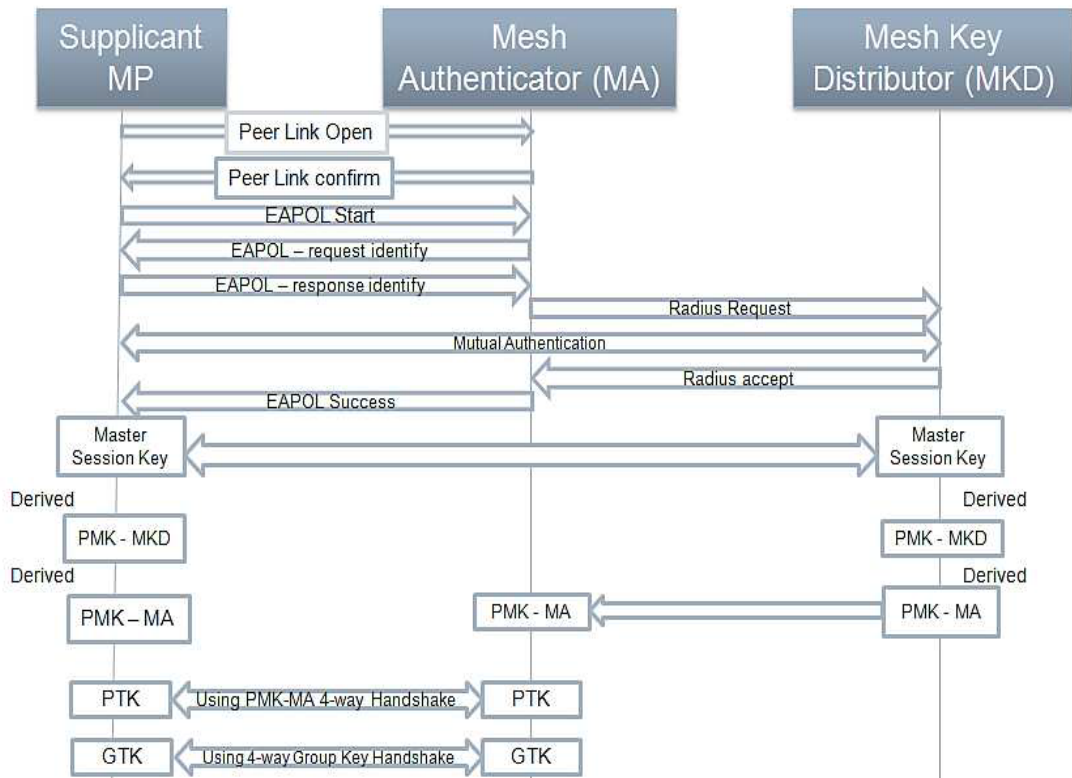 Supplicant
MP
Mesh
Authenticator (MA)
Mesh Key
Distributor (MKD)
Peer Link Open
Peer Link confirm
EAPOL Start
EAPOL – request identify
EAPOL – response identify
Radius Request
Mutual Authentication
Radius accept
EAPOL Success
Master
Session Key
Master
Session Key
Derived
Derived
PMK - MKD
PMK - MKD
Derived
Derived
PMK – MA
PMK - MA
PMK - MA
PTK
Using PMK-MA 4-way Handshake
PTK
GTK
Using 4-way Group Key Handshake
GTK